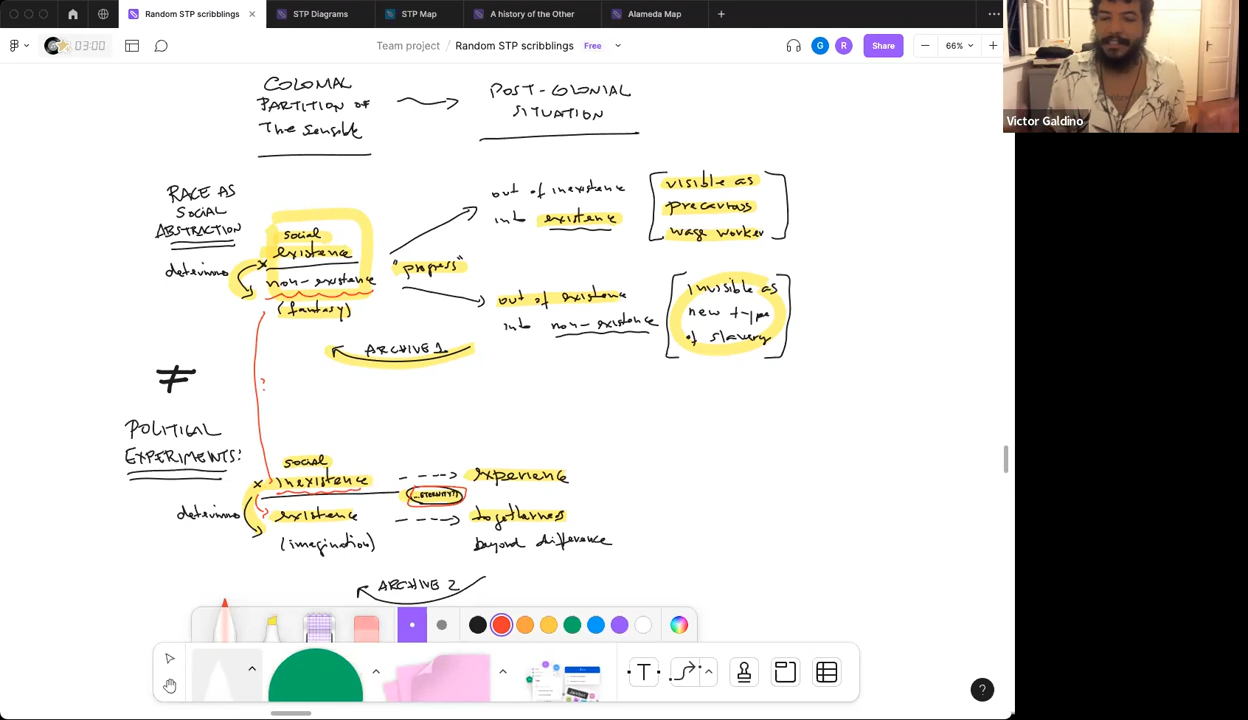 Random STP scribblings
STP Diagrams
STP Map
A history of the Other
Alameda Map
03:00
Team project / Random STP scribblings Free
G R
Share
66%
Victor Galdino
COLONIAL
PARTITION OF
The Sensible
POST-COLONIAL
SITUATION
RACE AS
SOCIAL
ABSTRACTION
determines
social
existence
non-existence
(fantasy)
"progress"
out of inexistence
into existence
visible as
precarious
wage worker
out of existence
into non-existence
invisible as
new type
of slavery
ARCHIVE 1
≠
?
POLITICAL
EXPERIMENTS:
determines
social
inexistence
existence
(imagination)
experience
togetherness
beyond difference
ARCHIVE 2
T
?